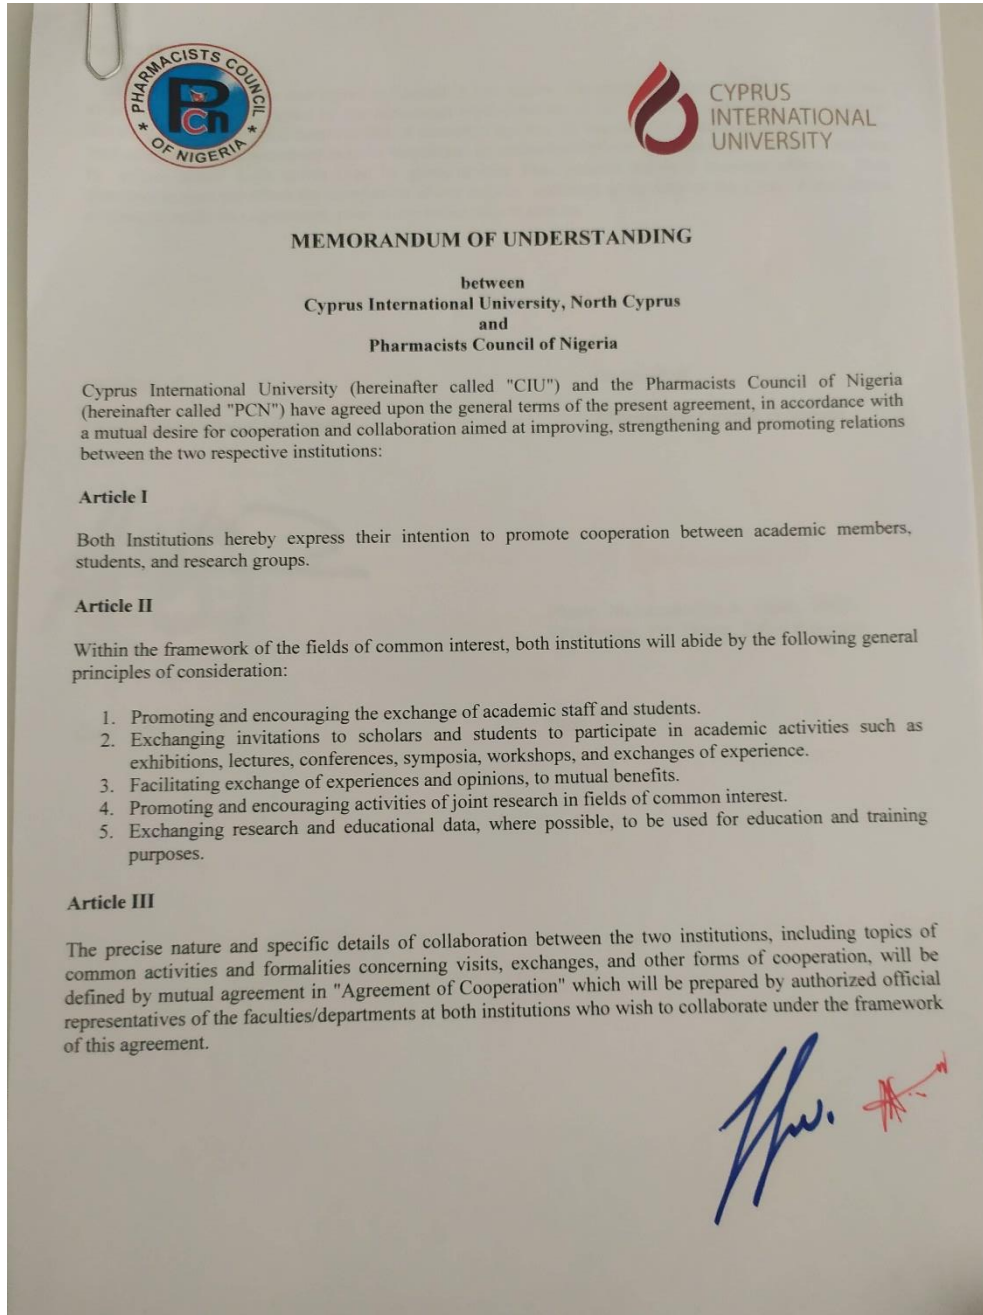 PHARMACISTS COUNCIL
OF NIGERIA
PCn
CYPRUS
INTERNATIONAL
UNIVERSITY
MEMORANDUM OF UNDERSTANDING
between
Cyprus International University, North Cyprus
and
Pharmacists Council of Nigeria
Cyprus International University (hereinafter called "CIU") and the Pharmacists Council of Nigeria
(hereinafter called "PCN") have agreed upon the general terms of the present agreement, in accordance with
a mutual desire for cooperation and collaboration aimed at improving, strengthening and promoting relations
between the two respective institutions:
Article I
Both Institutions hereby express their intention to promote cooperation between academic members,
students, and research groups.
Article II
Within the framework of the fields of common interest, both institutions will abide by the following general
principles of consideration:
1. Promoting and encouraging the exchange of academic staff and students.
2. Exchanging invitations to scholars and students to participate in academic activities such as
exhibitions, lectures, conferences, symposia, workshops, and exchanges of experience.
3. Facilitating exchange of experiences and opinions, to mutual benefits.
4. Promoting and encouraging activities of joint research in fields of common interest.
5. Exchanging research and educational data, where possible, to be used for education and training
purposes.
Article III
The precise nature and specific details of collaboration between the two institutions, including topics of
common activities and formalities concerning visits, exchanges, and other forms of cooperation, will be
defined by mutual agreement in "Agreement of Cooperation" which will be prepared by authorized official
representatives of the faculties/departments at both institutions who wish to collaborate under the framework
of this agreement.